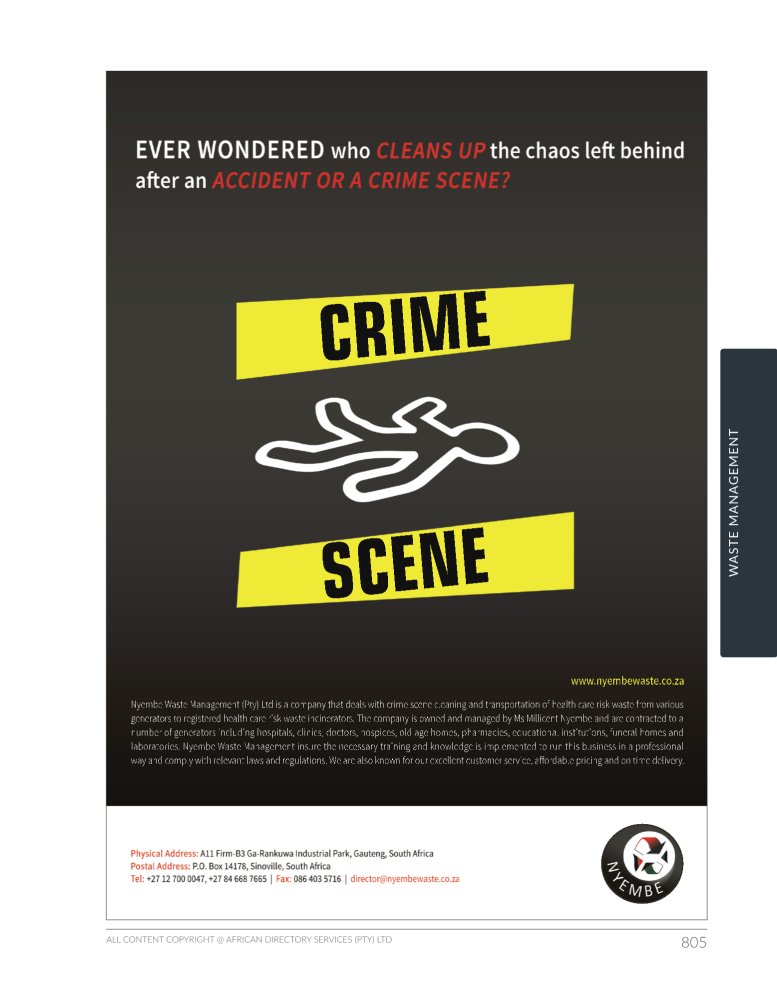 EVER WONDERED who CLEANS UP the chaos left behind
after an ACCIDENT OR A CRIME SCENE?
CRIME
SCENE
WASTE MANAGEMENT
www.nyembewaste.co.za
Nyembe Waste Management (Pty) Ltd is a company that deals with crime scene cleaning and transportation of health care risk waste from various
generators to registered health care risk waste incinerators. The company is owned and managed by Ms Millicent Nyembe and are contracted to a
number of generators including hospitals, clinics, doctors, hospices, old age homes, pharmacies, educational institutions, funeral homes and
laboratories. Nyembe Waste Management insure the necessary training and knowledge is implemented to run this business in a professional
way and comply with relevant laws and regulations. We are also known for our excellent customer service, affordable pricing and on time delivery.
Physical Address: A11 Firm-B3 Ga-Rankuwa Industrial Park, Gauteng, South Africa
Postal Address: P.O. Box 14178, Sinoville, South Africa
Tel: +27 12 700 0047, +27 84 668 7665 | Fax: 086 403 5716 | director@nyembewaste.co.za
NYEMBE
ALL CONTENT COPYRIGHT @ AFRICAN DIRECTORY SERVICES (PTY) LTD
805